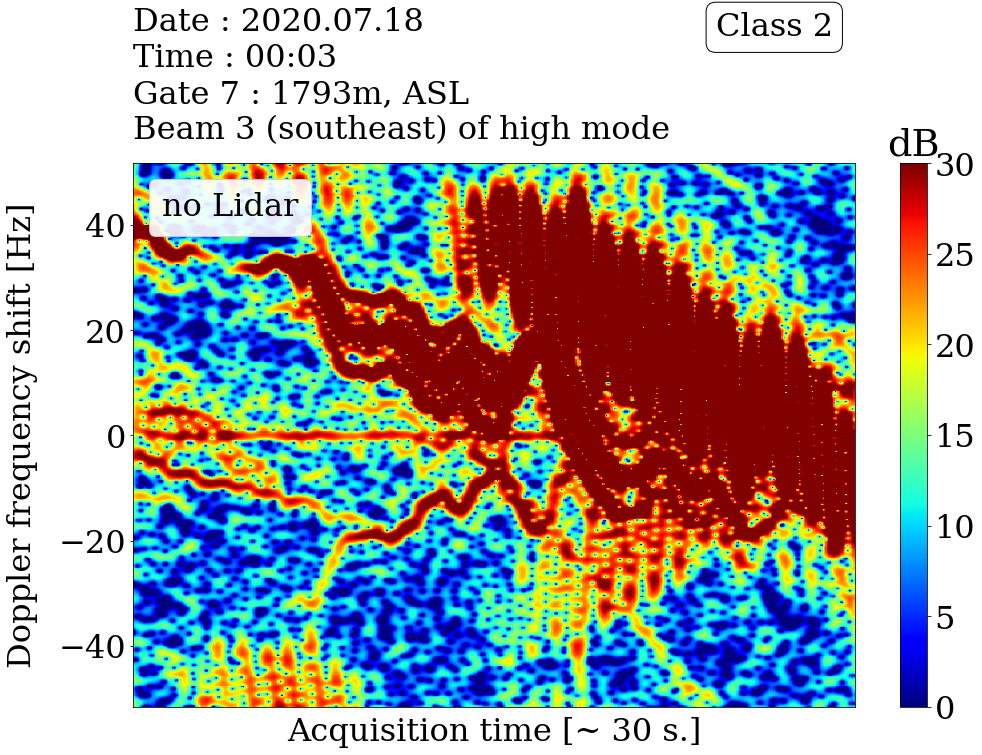 Date : 2020.07.18
Time : 00:03
Gate 7 : 1793m, ASL
Beam 3 (southeast) of high mode
Class 2
dB
no Lidar
Doppler frequency shift [Hz]
40
20
0
−20
−40
30
25
20
15
10
5
0
Acquisition time [~ 30 s.]